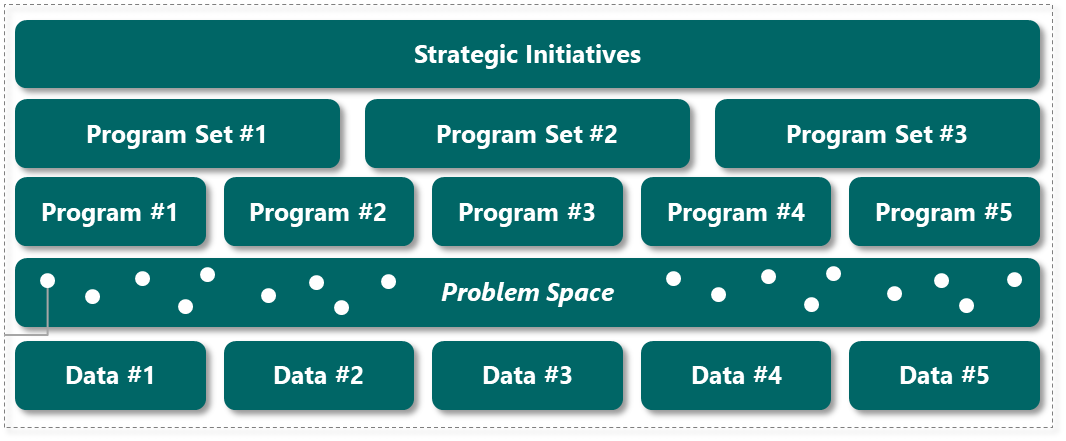 Strategic Initiatives
Program Set #1
Program Set #2
Program Set #3
Program #1
Program #2
Program #3
Program #4
Program #5
Problem Space
Data #1
Data #2
Data #3
Data #4
Data #5